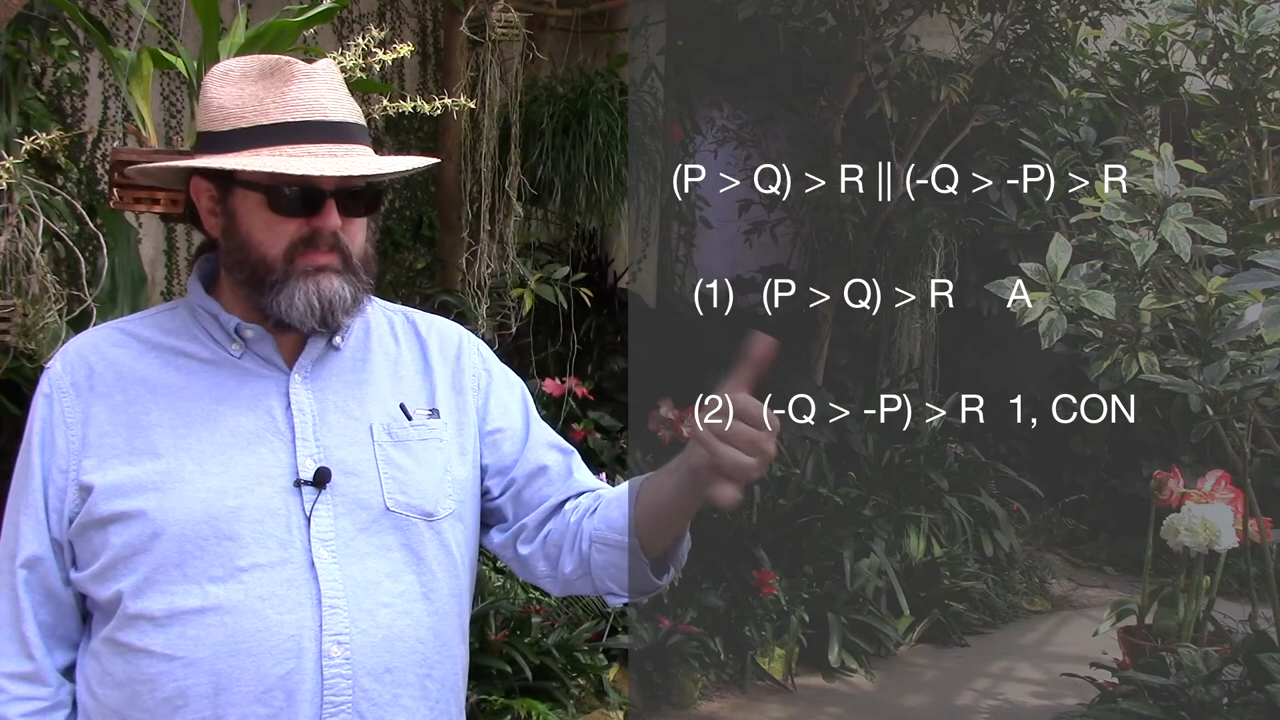 (P > Q) > R || (-Q > -P) > R
(1) (P > Q) > R A
(2) (-Q > -P) > R 1, CON